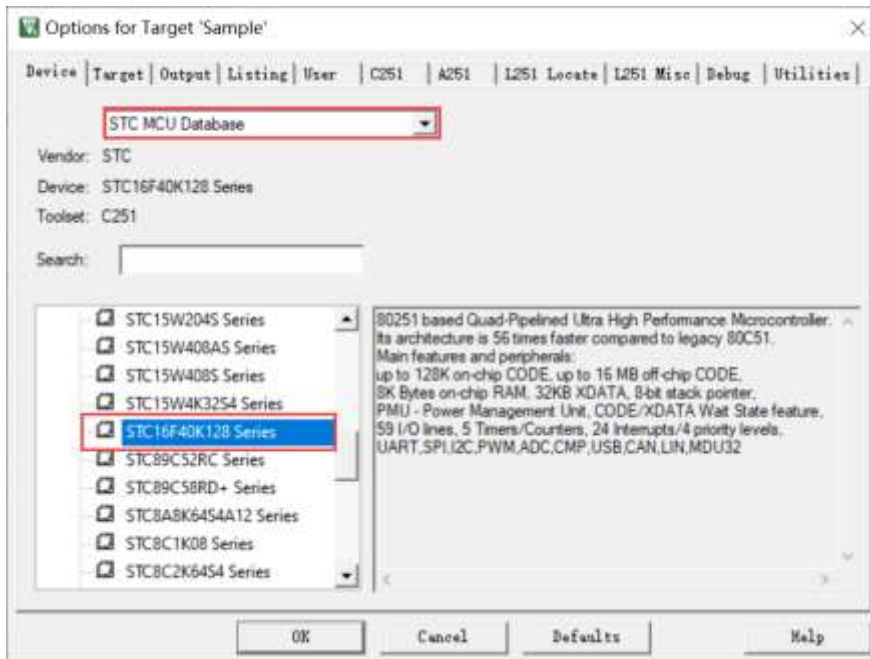 Options for Target 'Sample'
Device Target Output Listing User C251 A251 L251 Locate L251 Misc Debug Utilities
STC MCU Database
Vendor: STC
Device: STC16F40K128 Series
Toolset: C251
Search:
STC15W204S Series
STC15W408AS Series
STC15W408S Series
STC15W4K32S4 Series
STC16F40K128 Series
STC89C52RC Series
STC89C58RD+ Series
STC8A8K64S4A12 Series
STC8C1K08 Series
STC8C2K64S4 Series
80251 based Quad-Pipelined Ultra High Performance Microcontroller.
Its architecture is 56 times faster compared to legacy 80C51.
Main features and peripherals:
up to 128K on-chip CODE, up to 16 MB off-chip CODE,
8K Bytes on-chip RAM, 32KB XDATA, 8-bit stack pointer,
PMU - Power Management Unit, CODE/XDATA Wait State feature,
59 I/O lines, 5 Timers/Counters, 24 Interrupts/4 priority levels,
UART,SPI,I2C,PWM,ADC,CMP,USB,CAN,LIN,MDU32
OK Cancel Defaults Help